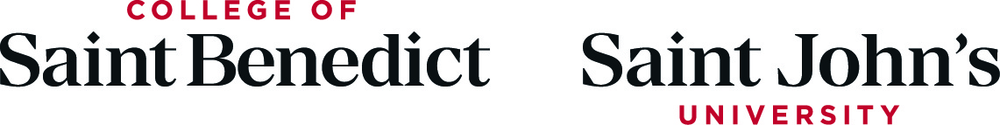 COLLEGE OF
Saint Benedict
Saint John’s
UNIVERSITY